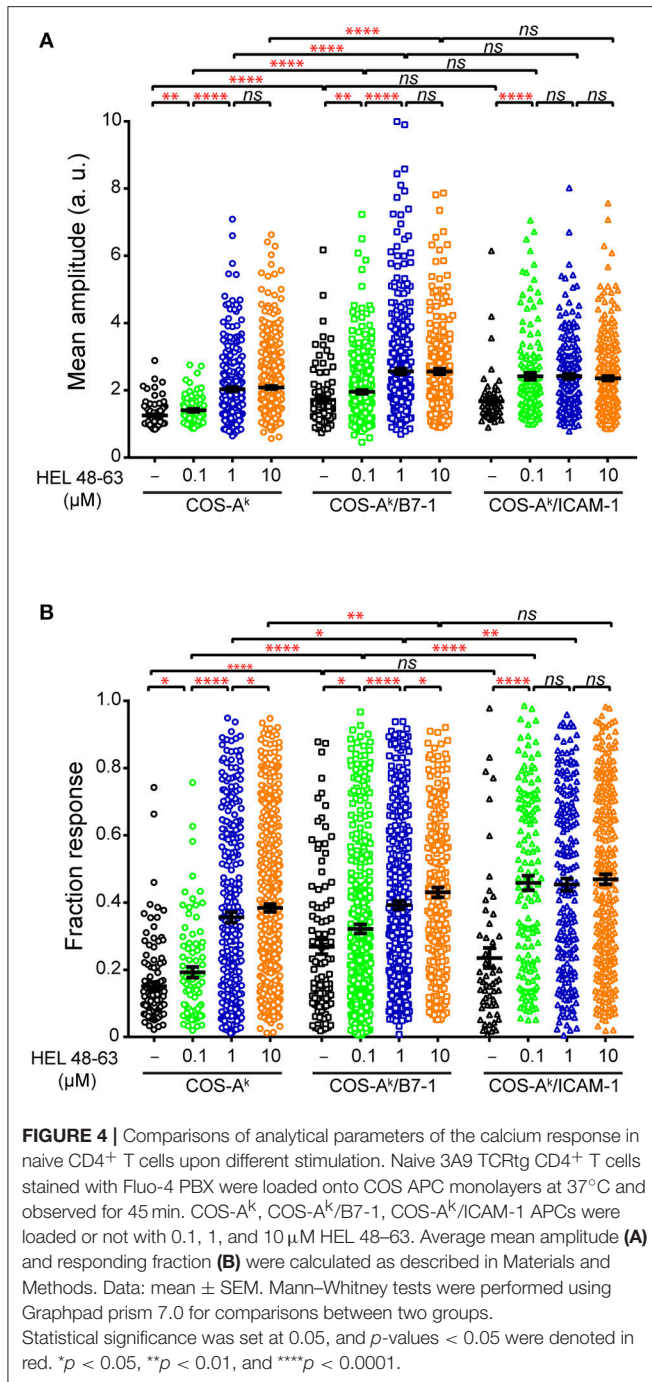 A
**** ns
**** ns
**** ns
**** ns
** **** ns ** **** ns **** ns ns
Mean amplitude (a. u.)
10
8
6
4
2
0
HEL 48-63 (µM)
– 0.1 1 10 – 0.1 1 10 – 0.1 1 10
COS-Aᵏ COS-Aᵏ/B7-1 COS-Aᵏ/ICAM-1
B
** ns
* **
**** ****
**** ns
* **** * * **** * **** ns ns
Fraction response
1.0
0.8
0.6
0.4
0.2
0
HEL 48-63 (µM)
– 0.1 1 10 – 0.1 1 10 – 0.1 1 10
COS-Aᵏ COS-Aᵏ/B7-1 COS-Aᵏ/ICAM-1
FIGURE 4 | Comparisons of analytical parameters of the calcium response in
naive CD4⁺ T cells upon different stimulation. Naive 3A9 TCRtg CD4⁺ T cells
stained with Fluo-4 PBX were loaded onto COS APC monolayers at 37°C and
observed for 45 min. COS-Aᵏ, COS-Aᵏ/B7-1, COS-Aᵏ/ICAM-1 APCs were
loaded or not with 0.1, 1, and 10 µM HEL 48–63. Average mean amplitude (A)
and responding fraction (B) were calculated as described in Materials and
Methods. Data: mean ± SEM. Mann–Whitney tests were performed using
Graphpad prism 7.0 for comparisons between two groups.
Statistical significance was set at 0.05, and p-values < 0.05 were denoted in
red. *p < 0.05, **p < 0.01, and ****p < 0.0001.